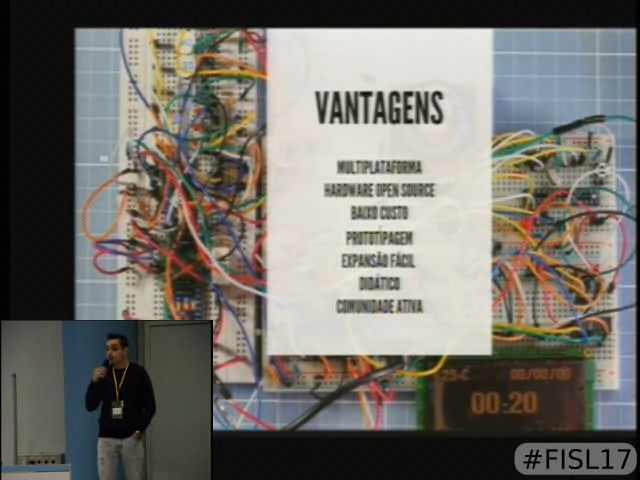 VANTAGENS
MULTIPLATAFORMA
HARDWARE OPEN SOURCE
BAIXO CUSTO
PROTOTIPAGEM
EXPANSÃO FÁCIL
DIDÁTICO
COMUNIDADE ATIVA
00:20
#FISL17